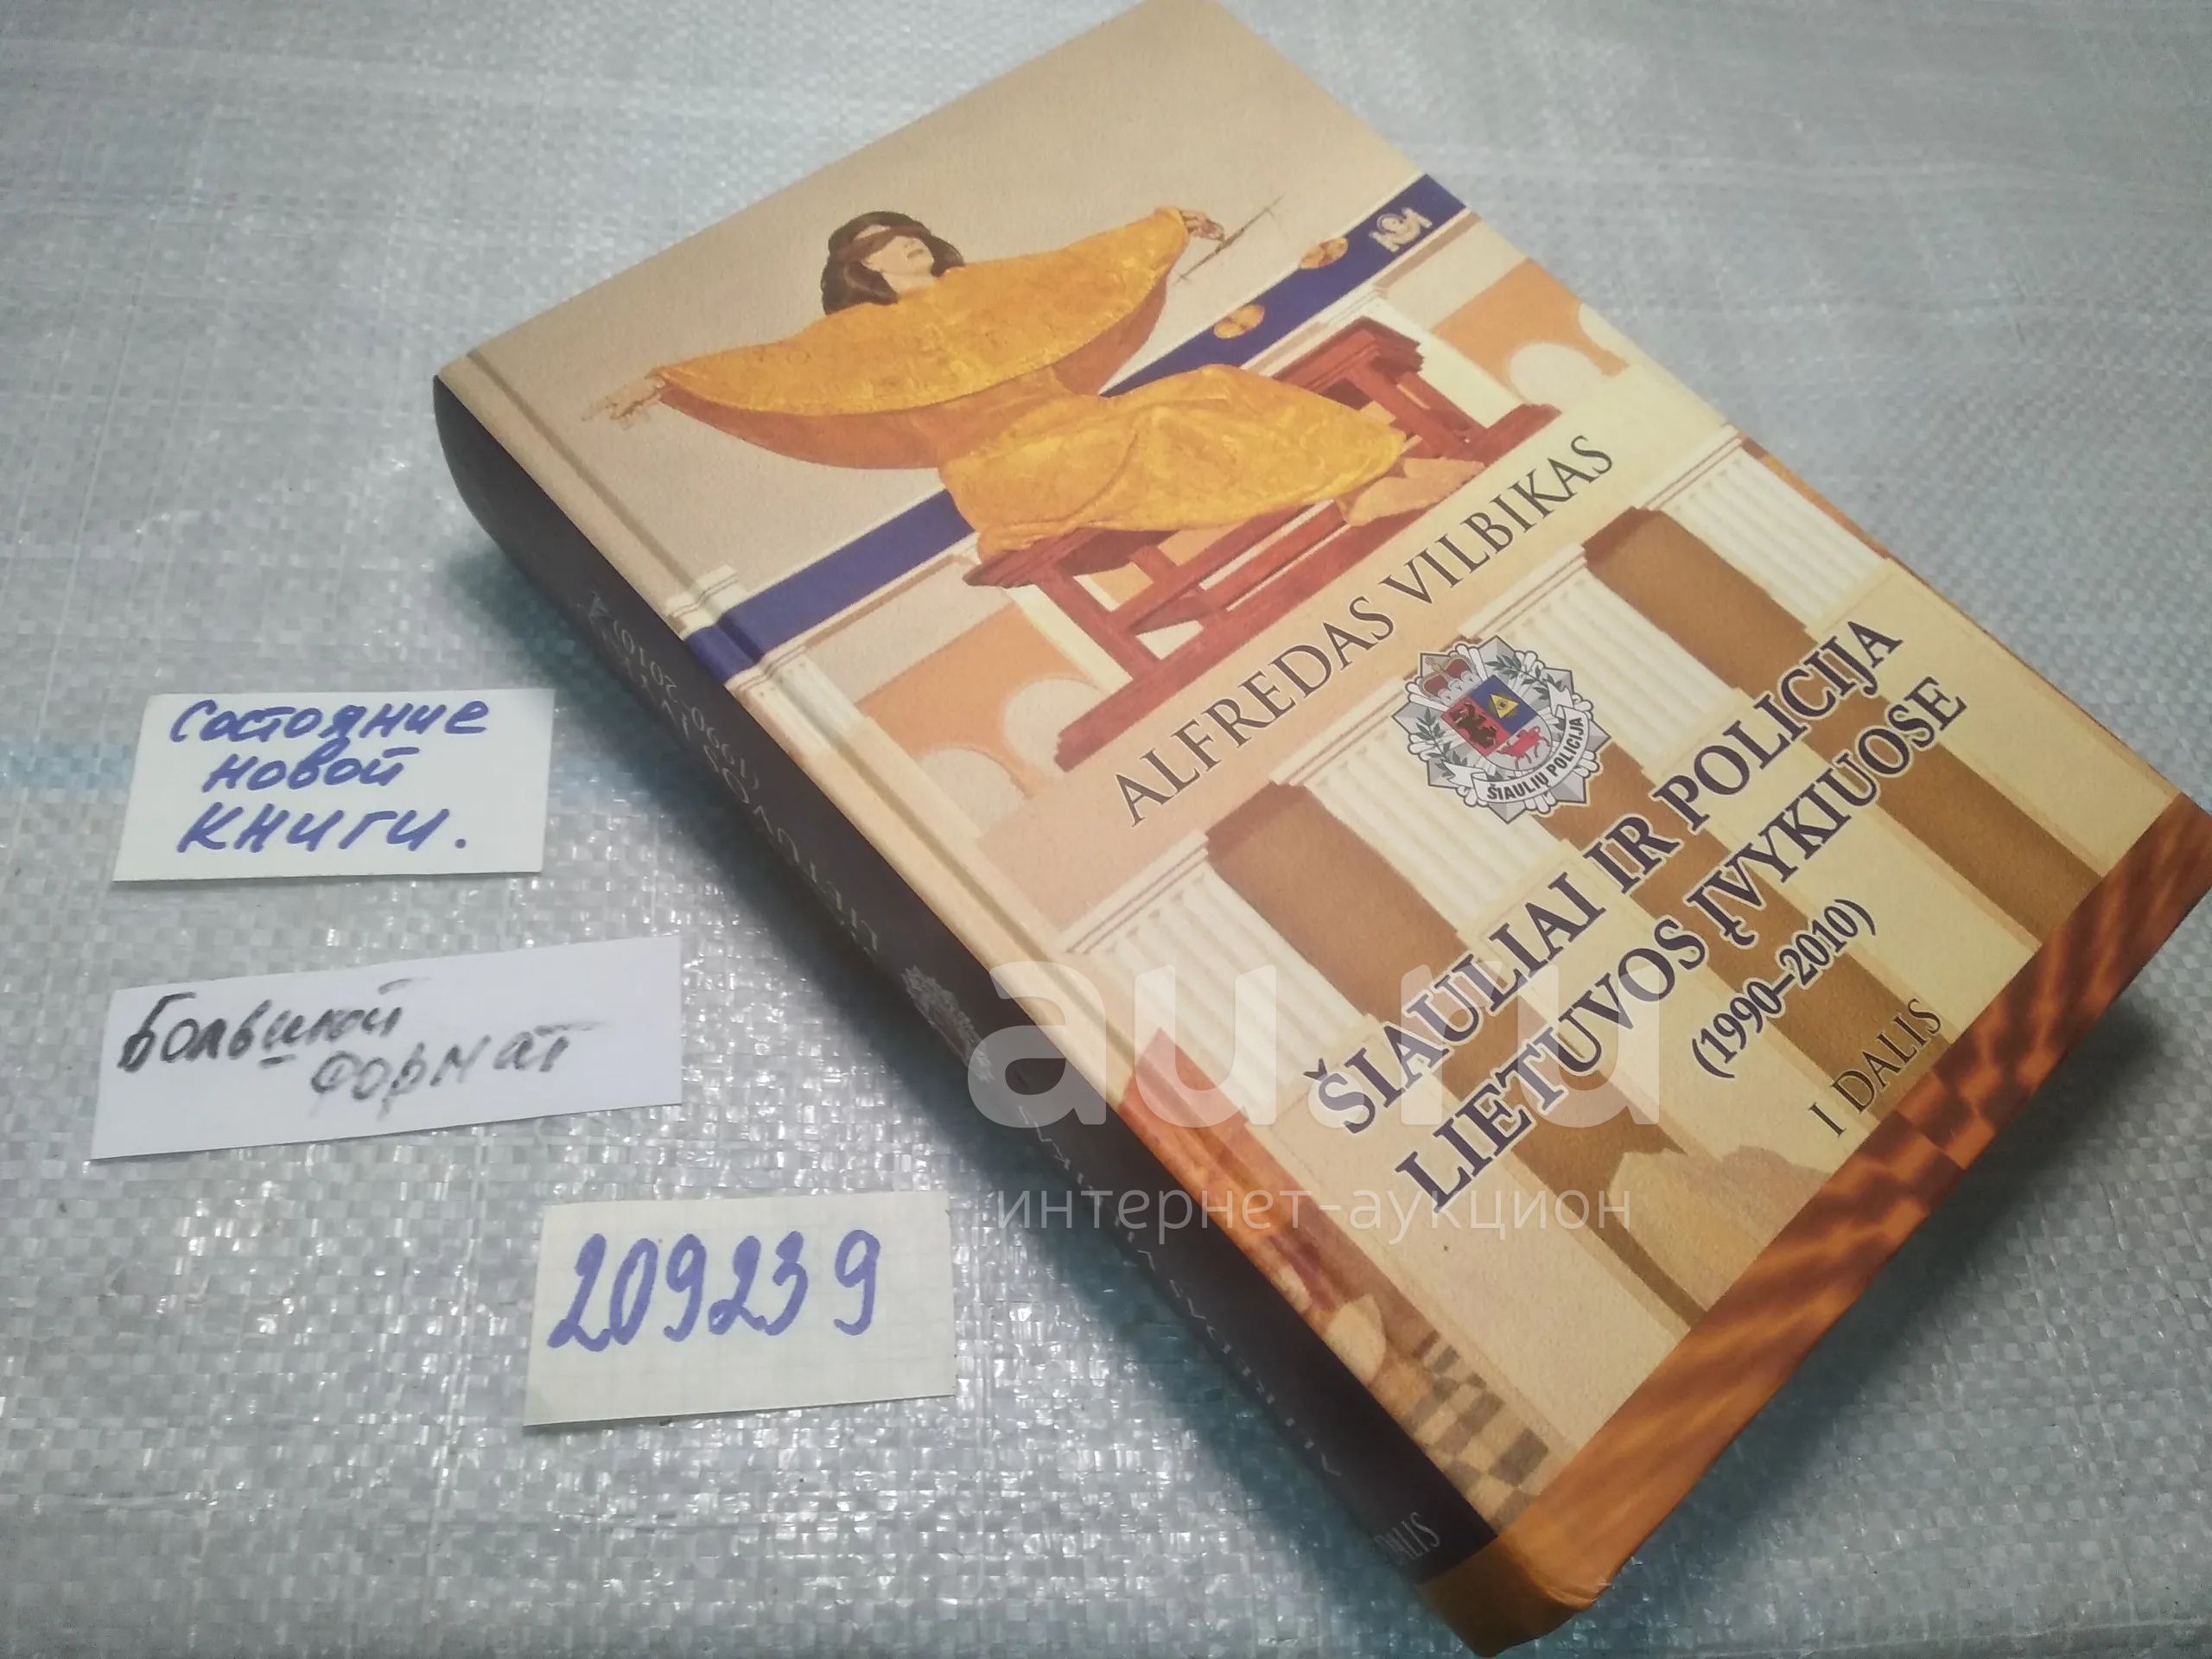 ALFREDAS VILBIKAS
ŠIAULIŲ POLICIJA
ŠIAULIAI IR POLICIJA
LIETUVOS ĮVYKIUOSE
(1990–2010)
I DALIS
Состояние
новой
книги.
Большой
формат
209239
au.ru
интернет-аукцион